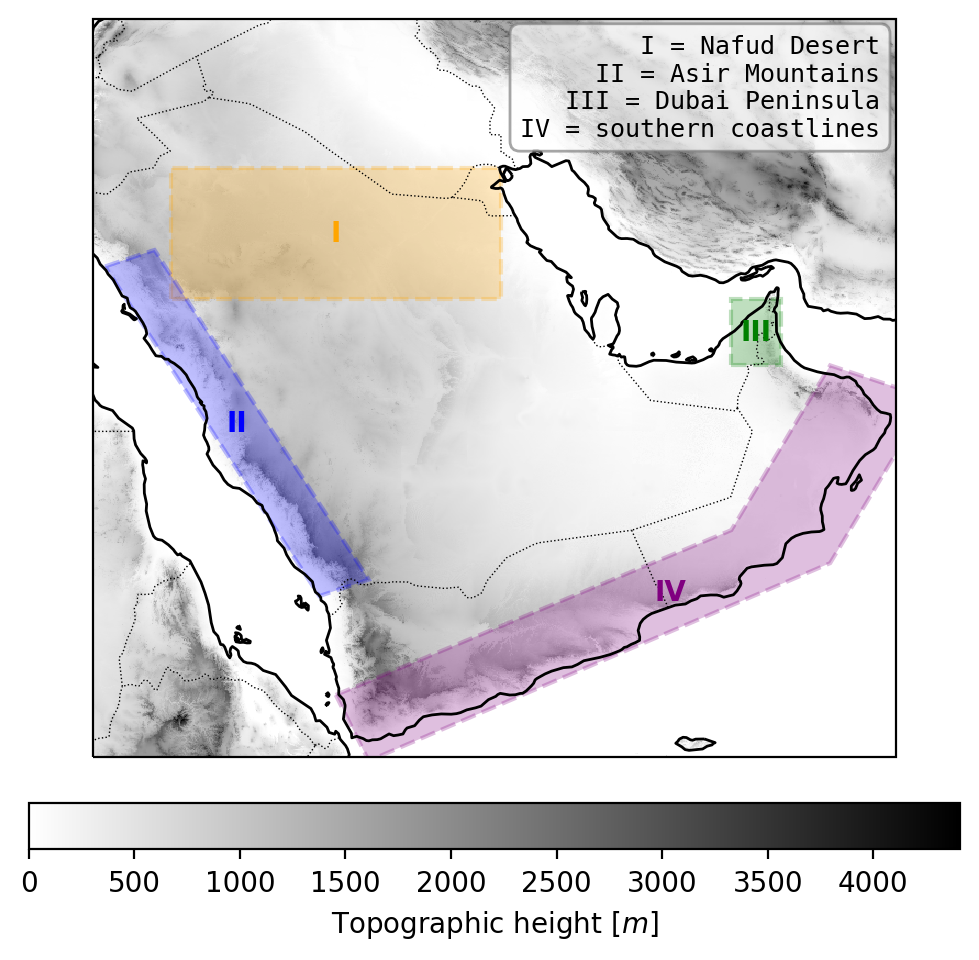 I = Nafud Desert
II = Asir Mountains
III = Dubai Peninsula
IV = southern coastlines
I
III
II
IV
0 500 1000 1500 2000 2500 3000 3500 4000
Topographic height [m]